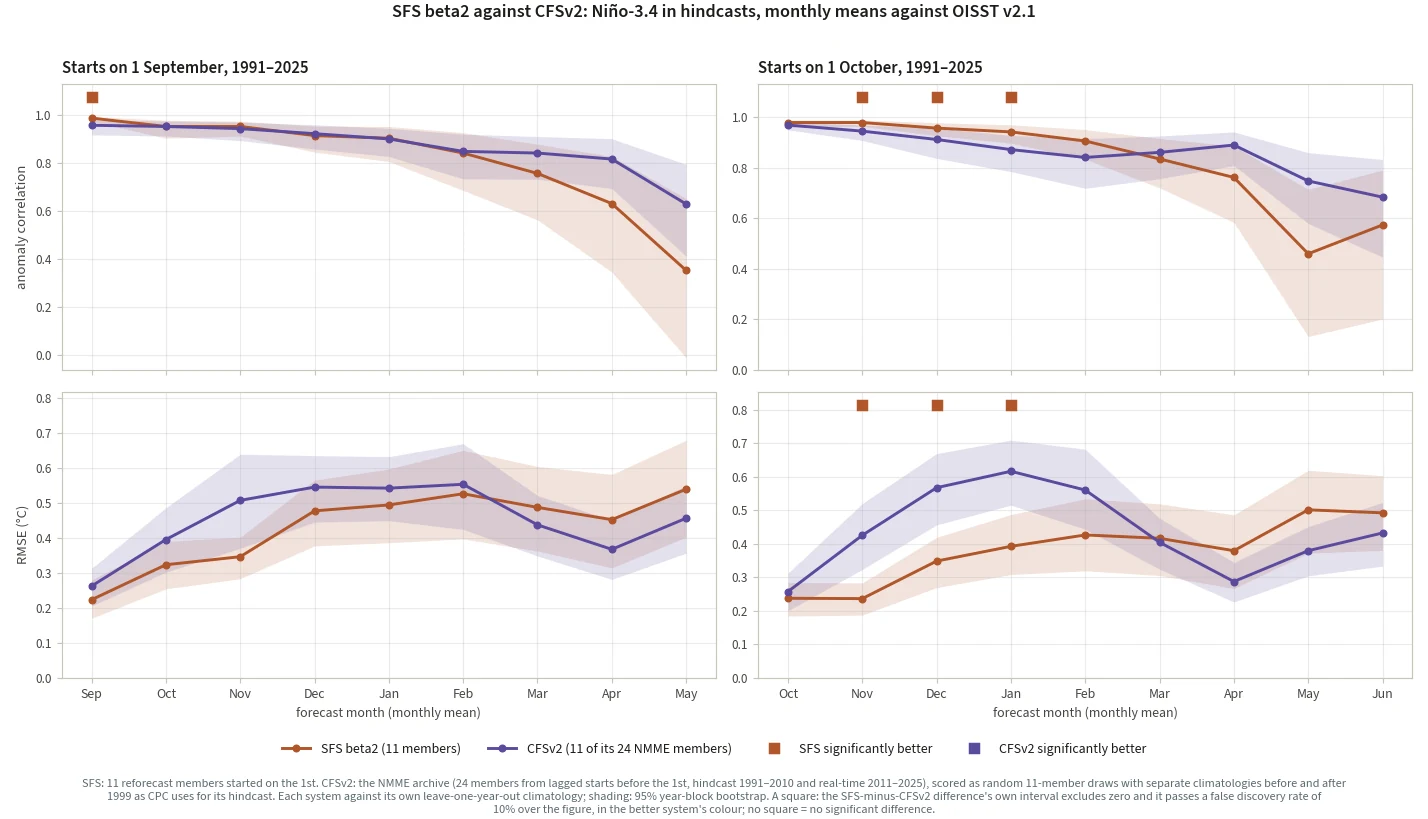 SFS beta2 against CFSv2: Niño-3.4 in hindcasts, monthly means against OISST v2.1
Starts on 1 September, 1991–2025
Starts on 1 October, 1991–2025
anomaly correlation
1.0
0.8
0.6
0.4
0.2
0.0
1.0
0.8
0.6
0.4
0.2
0.0
RMSE (°C)
0.8
0.7
0.6
0.5
0.4
0.3
0.2
0.1
0.0
0.8
0.7
0.6
0.5
0.4
0.3
0.2
0.1
0.0
Sep Oct Nov Dec Jan Feb Mar Apr May
Oct Nov Dec Jan Feb Mar Apr May Jun
forecast month (monthly mean)
forecast month (monthly mean)
SFS beta2 (11 members)
CFSv2 (11 of its 24 NMME members)
SFS significantly better
CFSv2 significantly better
SFS: 11 reforecast members started on the 1st. CFSv2: the NMME archive (24 members from lagged starts before the 1st, hindcast 1991–2010 and real-time 2011–2025), scored as random 11-member draws with separate climatologies before and after
1999 as CPC uses for its hindcast. Each system against its own leave-one-year-out climatology; shading: 95% year-block bootstrap. A square: the SFS-minus-CFSv2 difference's own interval excludes zero and it passes a false discovery rate of
10% over the figure, in the better system's colour; no square = no significant difference.